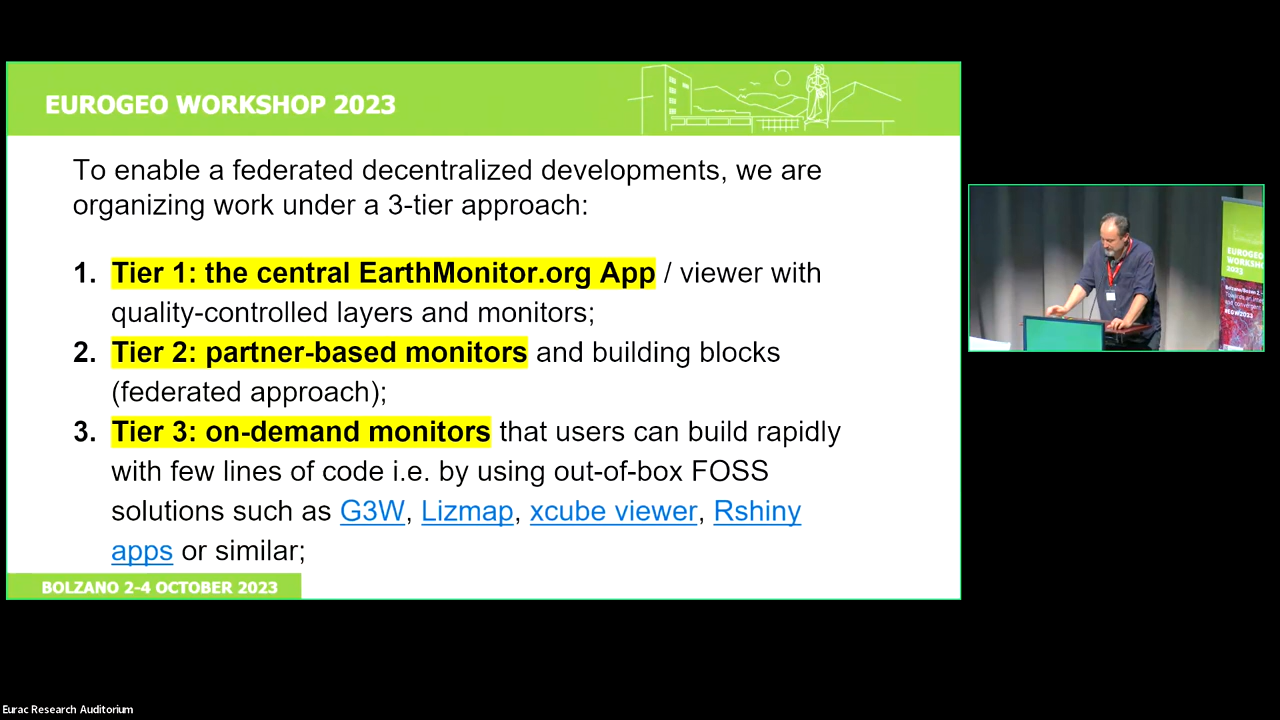 EUROGEO WORKSHOP 2023
To enable a federated decentralized developments, we are
organizing work under a 3-tier approach:
1. Tier 1: the central EarthMonitor.org App / viewer with
quality-controlled layers and monitors;
2. Tier 2: partner-based monitors and building blocks
(federated approach);
3. Tier 3: on-demand monitors that users can build rapidly
with few lines of code i.e. by using out-of-box FOSS
solutions such as G3W, Lizmap, xcube viewer, Rshiny
apps or similar;
BOLZANO 2-4 OCTOBER 2023
EUROGEO
WORKSHO
2023
#EGW2023
Eurac Research Auditorium